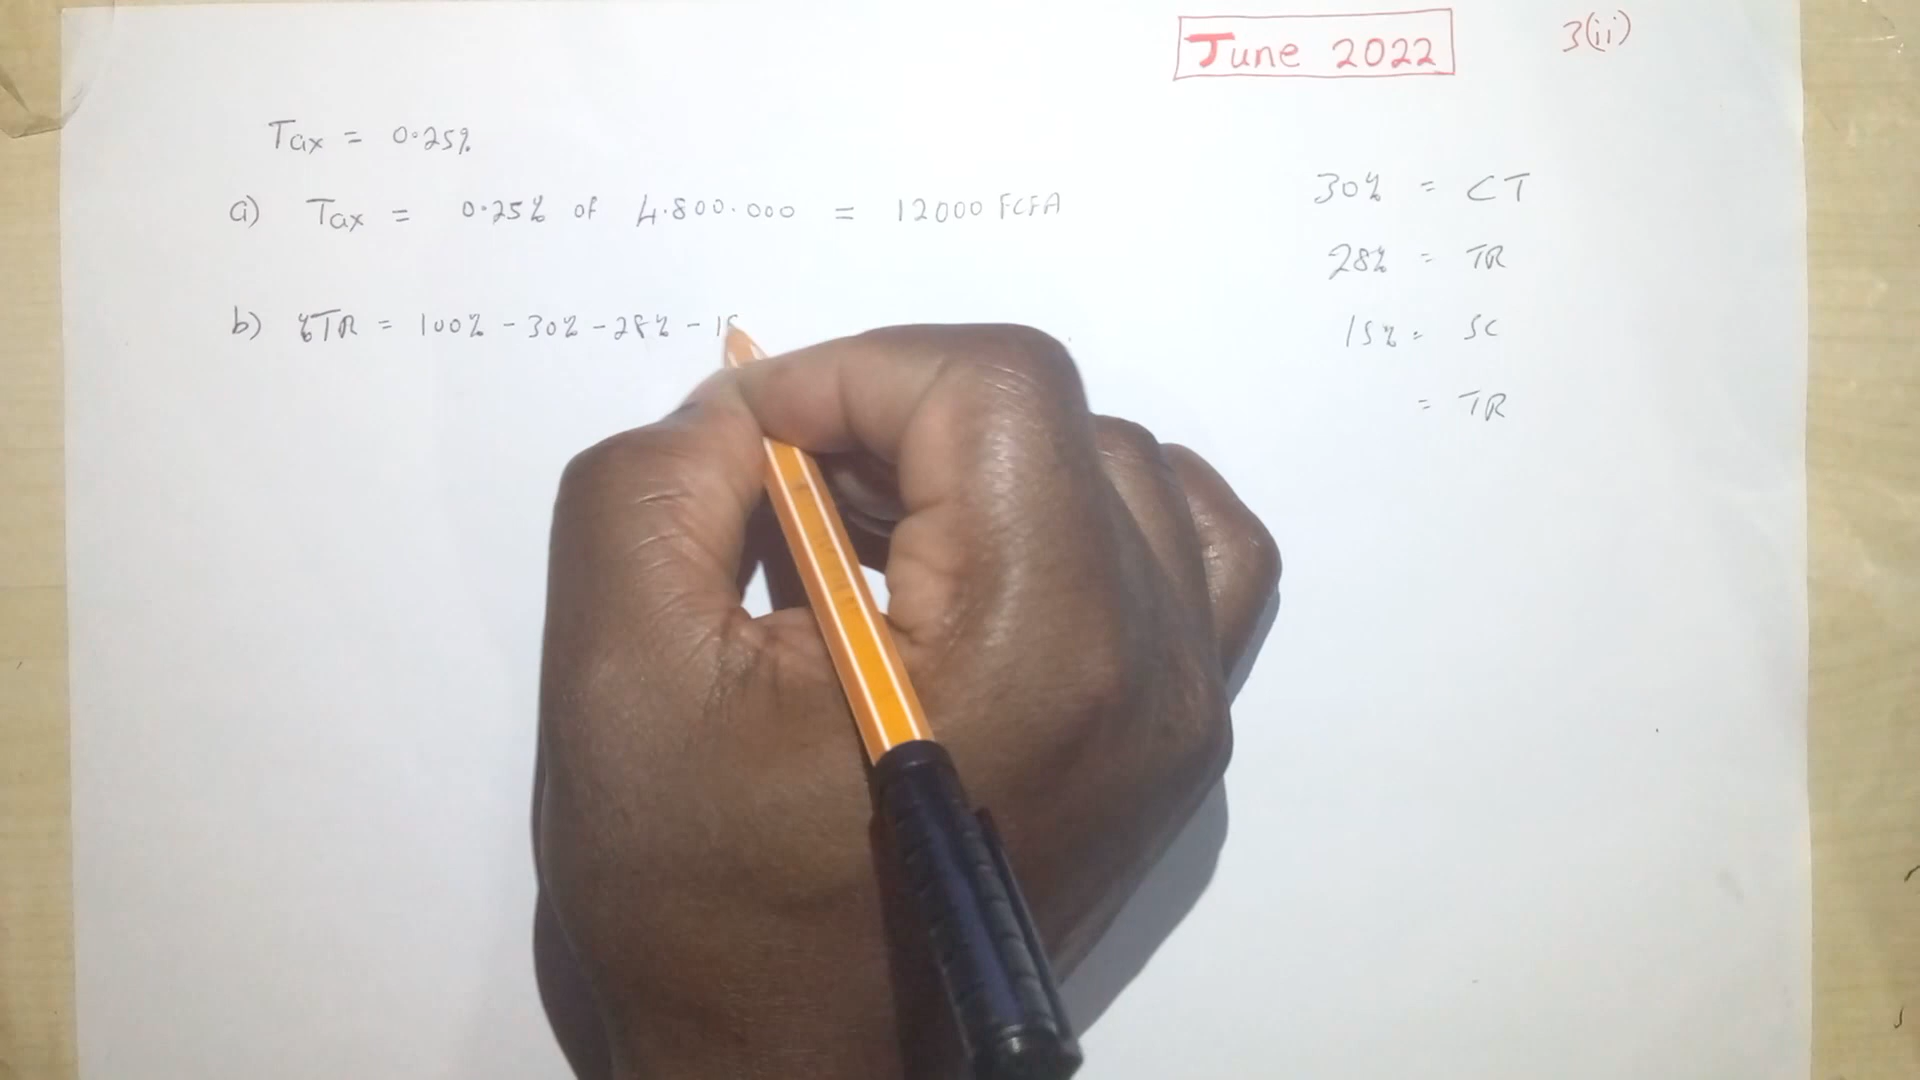 June 2022
3(ii)
Tax = 0.25%
a) Tax = 0.25% of 4.800.000 = 12000 FCFA
b) %TR = 100% - 30% - 28% - 15
30% = CT
28% = TR
15% = SC
= TR